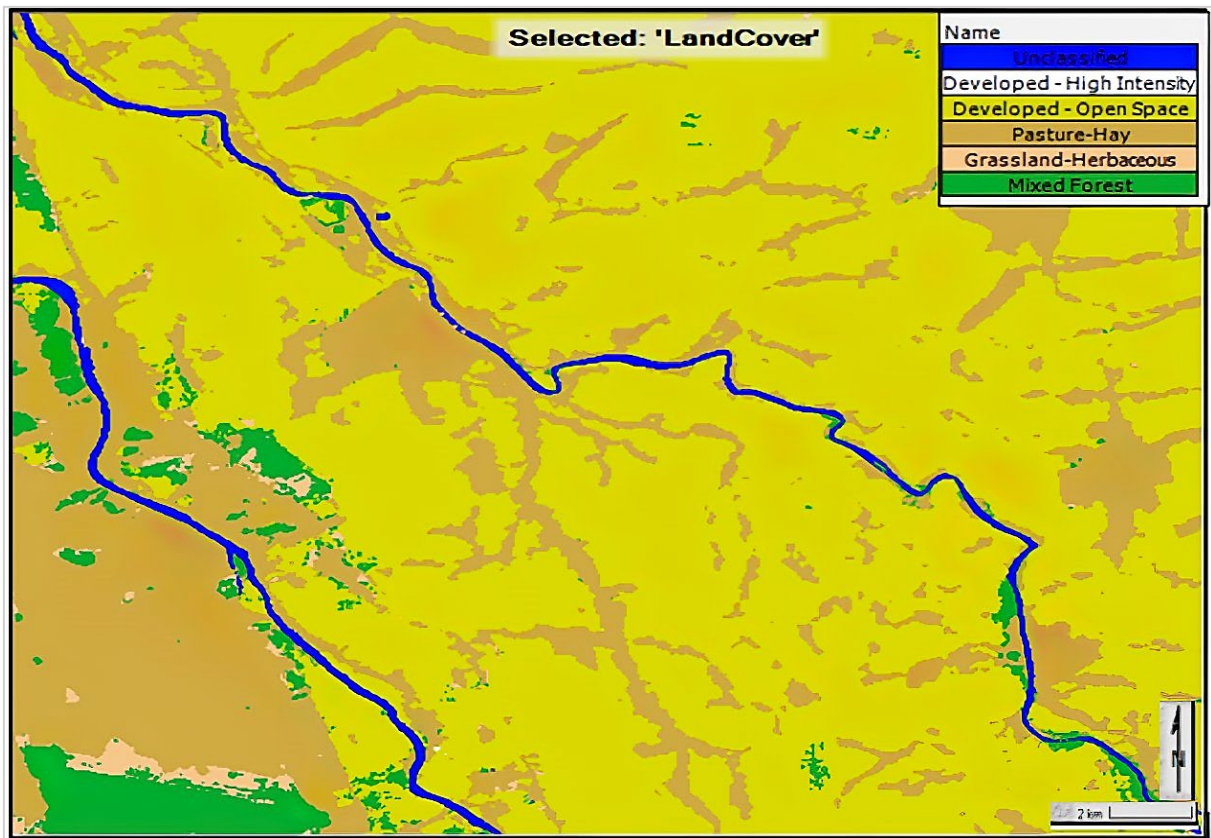 Selected: 'LandCover'
Name
Unclassified
Developed - High Intensity
Developed - Open Space
Pasture-Hay
Grassland-Herbaceous
Mixed Forest
N
2 km